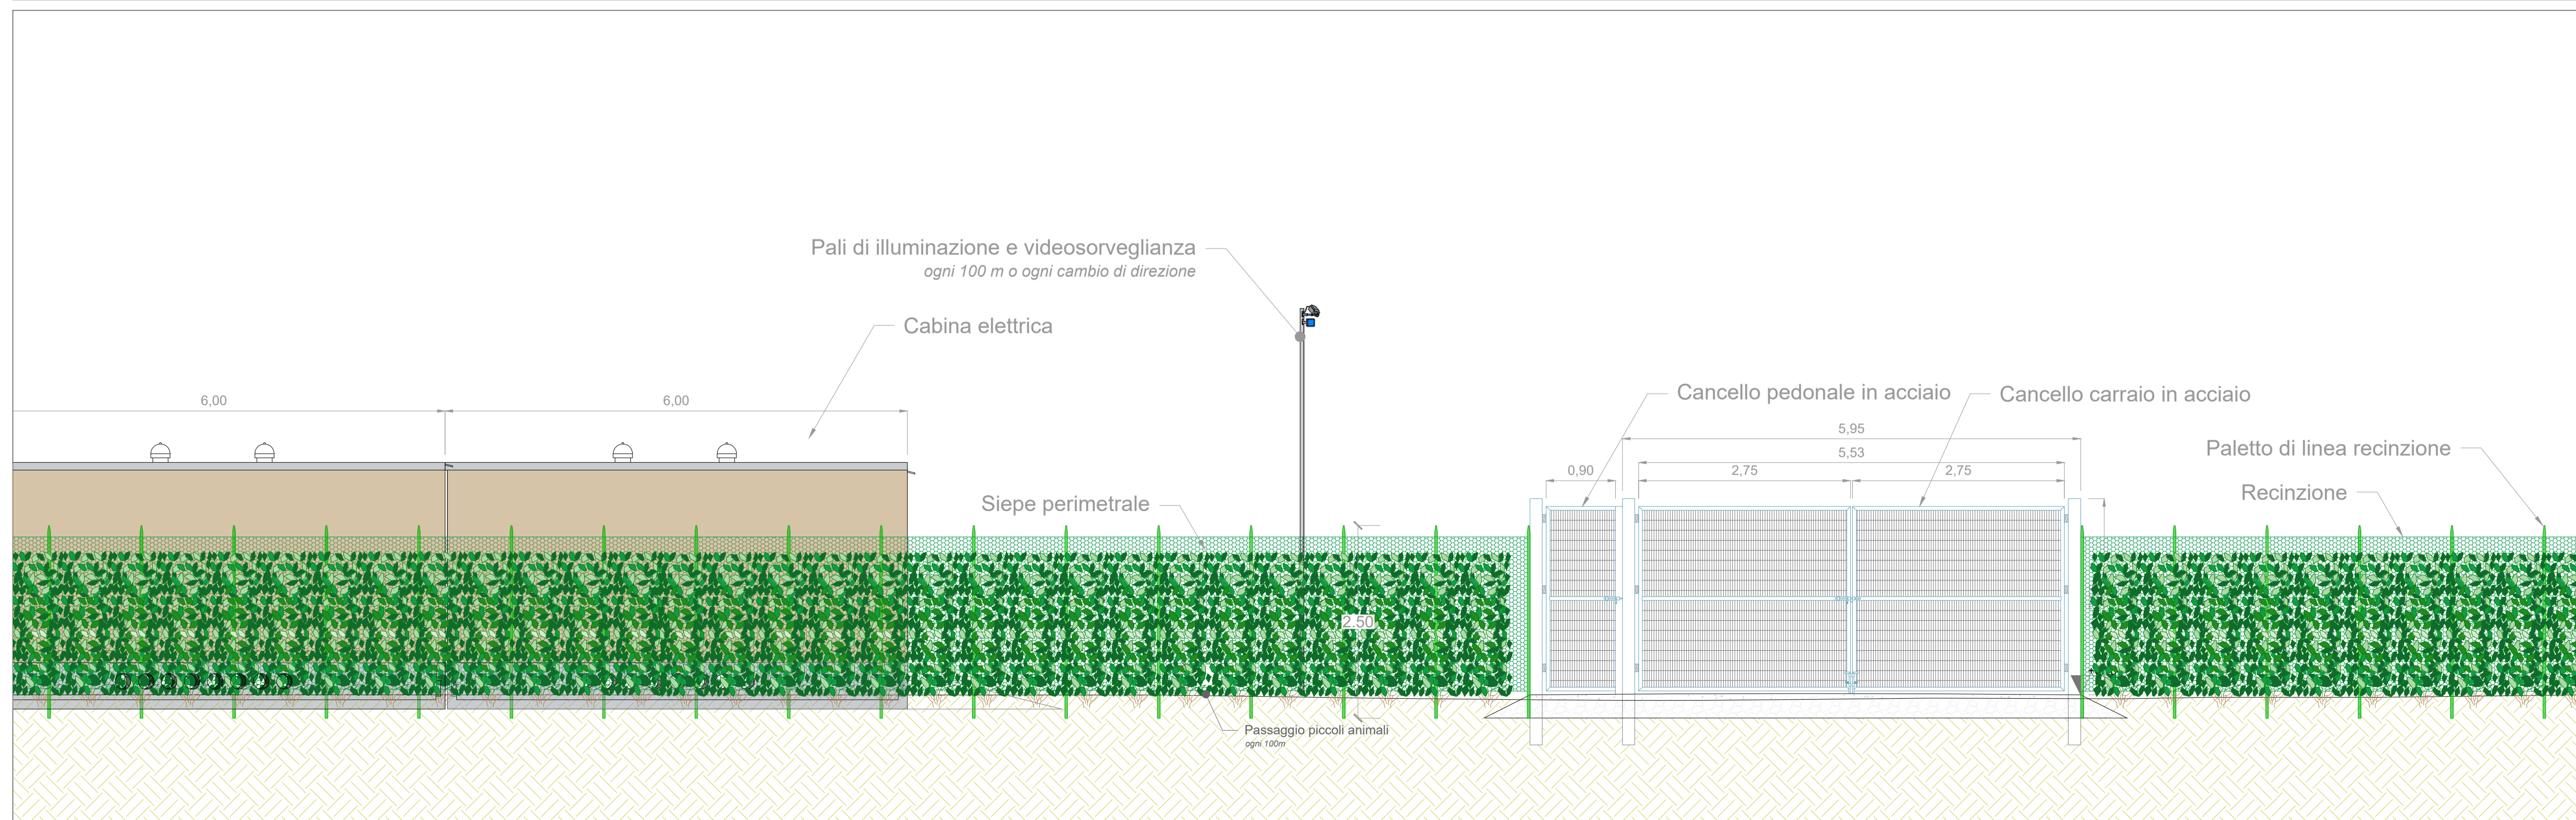 Pali di illuminazione e videosorveglianza
ogni 100 m o ogni cambio di direzione
Cabina elettrica
6,00
6,00
Cancello pedonale in acciaio
Cancello carraio in acciaio
5,95
5,53
0,90
2,75
2,75
Paletto di linea recinzione
Recinzione
Siepe perimetrale
2.50
Passaggio piccoli animali
ogni 100m